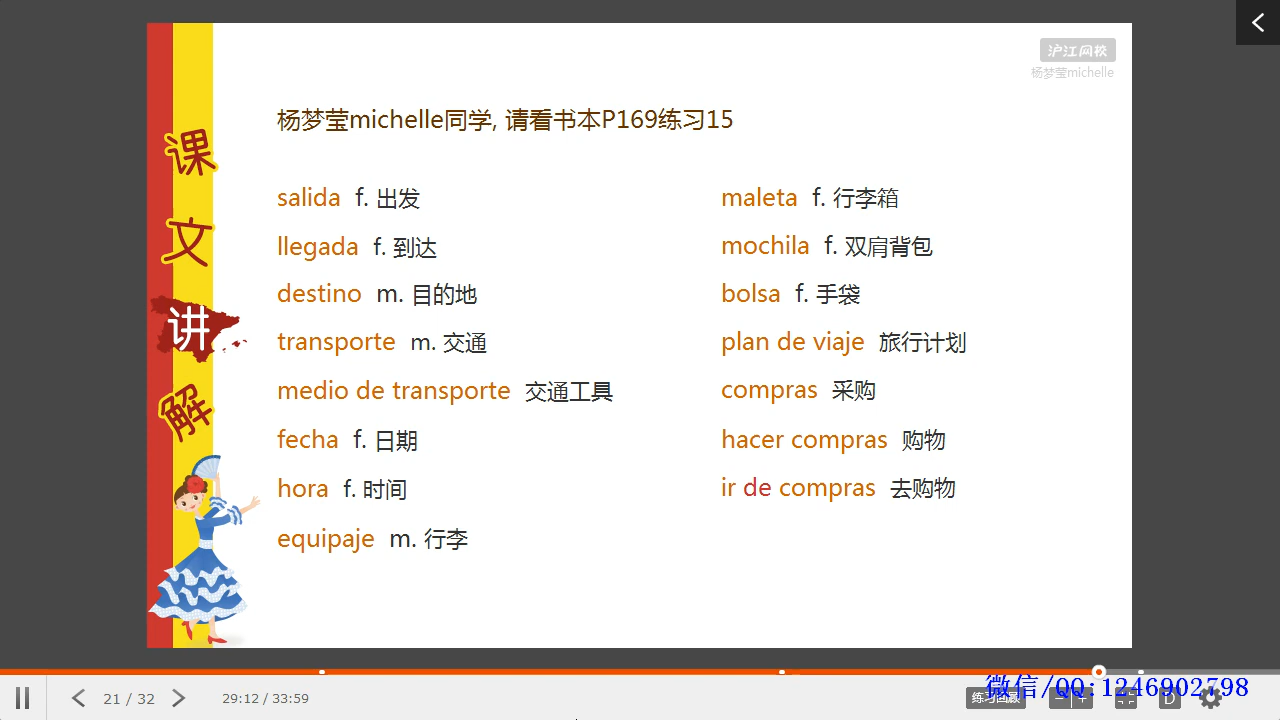 沪江网校
杨梦莹michelle
课文讲解
杨梦莹michelle同学, 请看书本P169练习15
salida f. 出发
llegada f. 到达
destino m. 目的地
transporte m. 交通
medio de transporte 交通工具
fecha f. 日期
hora f. 时间
equipaje m. 行李
maleta f. 行李箱
mochila f. 双肩背包
bolsa f. 手袋
plan de viaje 旅行计划
compras 采购
hacer compras 购物
ir de compras 去购物
21 / 32
29:12 / 33:59
微信/QQ:1246902798
D